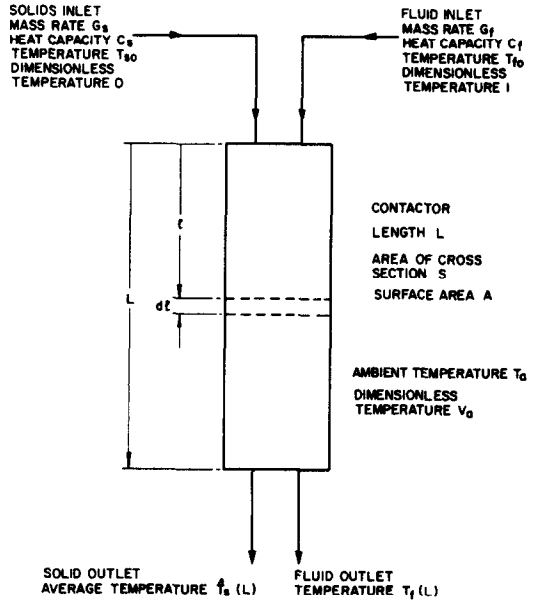 SOLIDS INLET
MASS RATE Gs
HEAT CAPACITY Cs
TEMPERATURE Tso
DIMENSIONLESS
TEMPERATURE O
FLUID INLET
MASS RATE Gf
HEAT CAPACITY Cf
TEMPERATURE Tfo
DIMENSIONLESS
TEMPERATURE I
ℓ
L
dℓ
CONTACTOR
LENGTH L
AREA OF CROSS
SECTION S
SURFACE AREA A
AMBIENT TEMPERATURE Ta
DIMENSIONLESS
TEMPERATURE Va
SOLID OUTLET
AVERAGE TEMPERATURE T̂s (L)
FLUID OUTLET
TEMPERATURE Tf (L)